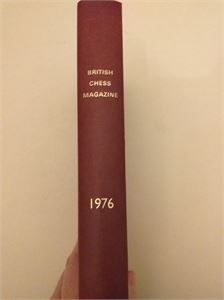 BRITISH
CHESS
MAGAZINE
1976